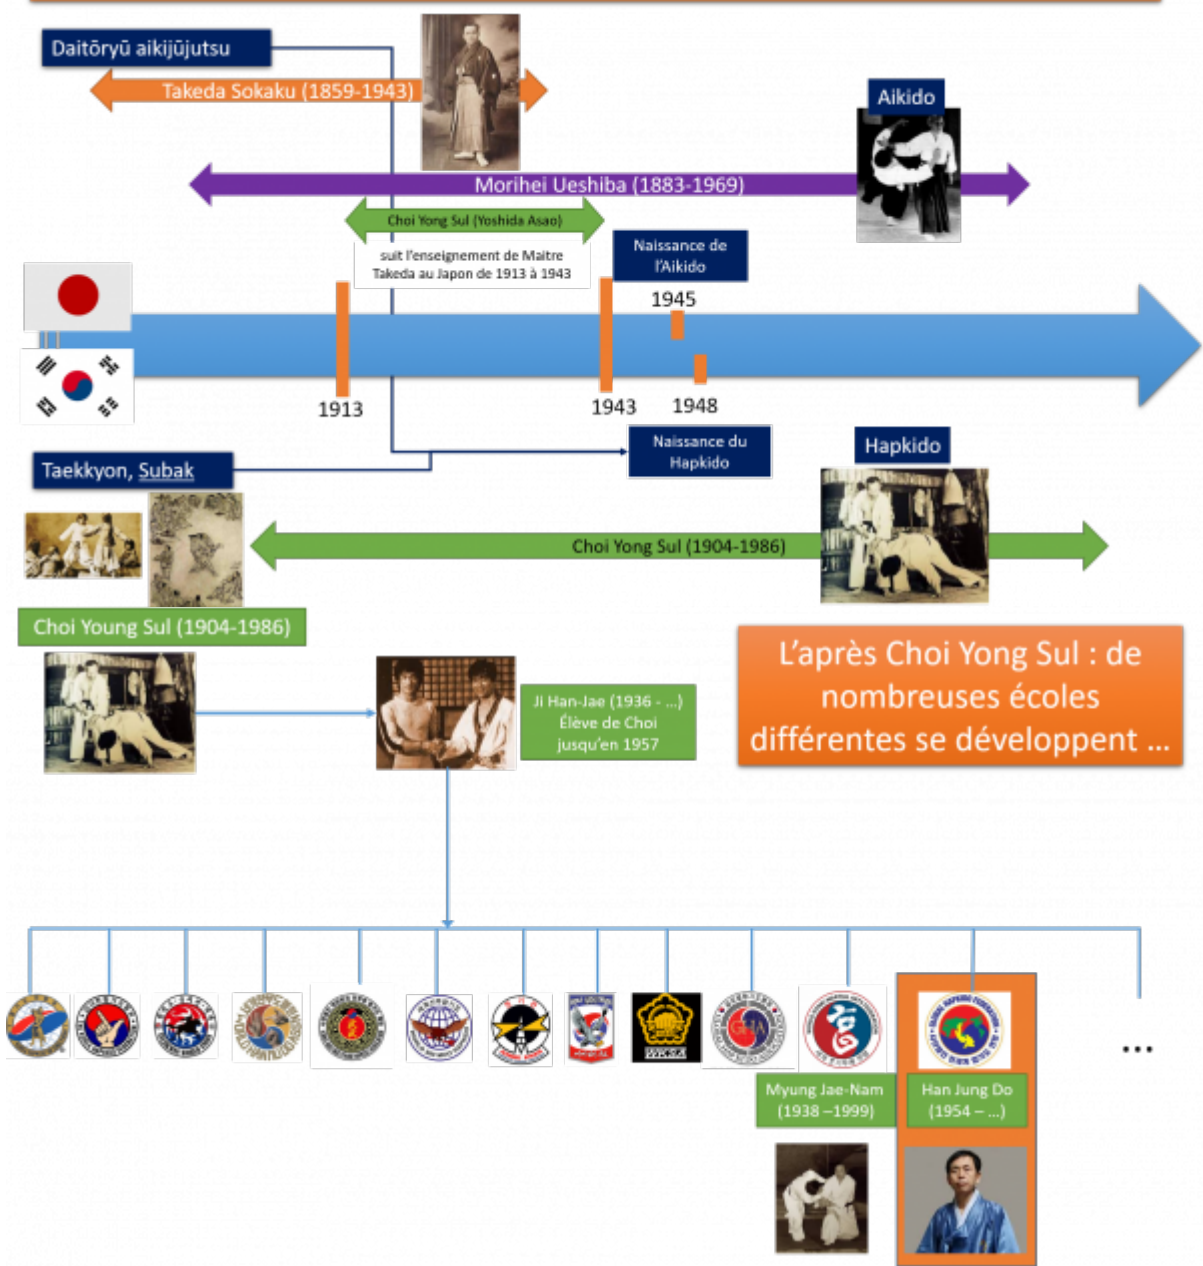 Daitōryū aikijūjutsu
Takeda Sokaku (1859-1943)
Aikido
Morihei Ueshiba (1883-1969)
Choi Yong Sul (Yoshida Asao)
suit l'enseignement de Maitre
Takeda au Japon de 1913 à 1943
Naissance de
l'Aikido
1945
1913
1943
1948
Taekkyon, Subak
Naissance du
Hapkido
Hapkido
Choi Yong Sul (1904-1986)
Choi Young Sul (1904-1986)
Ji Han-Jae (1936 - ...)
Élève de Choi
jusqu'en 1957
L'après Choi Yong Sul : de
nombreuses écoles
différentes se développent ...
WKSA
GHA
...
Myung Jae-Nam
(1938 –1999)
Han Jung Do
(1954 – ...)